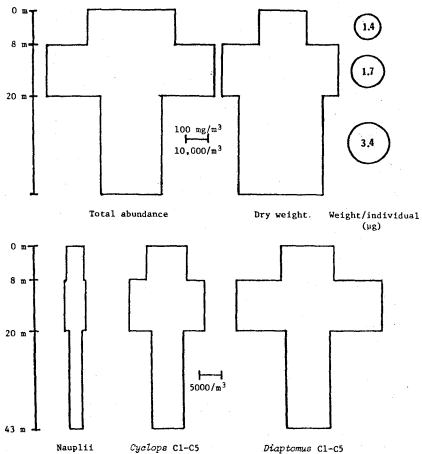 0 m
8 m
20 m
1.4
1.7
3.4
100 mg/m³
10,000/m³
Total abundance
Dry weight.
Weight/individual
(µg)
0 m
8 m
20 m
43 m
5000/m³
Nauplii
Cyclops C1-C5
Diaptomus C1-C5